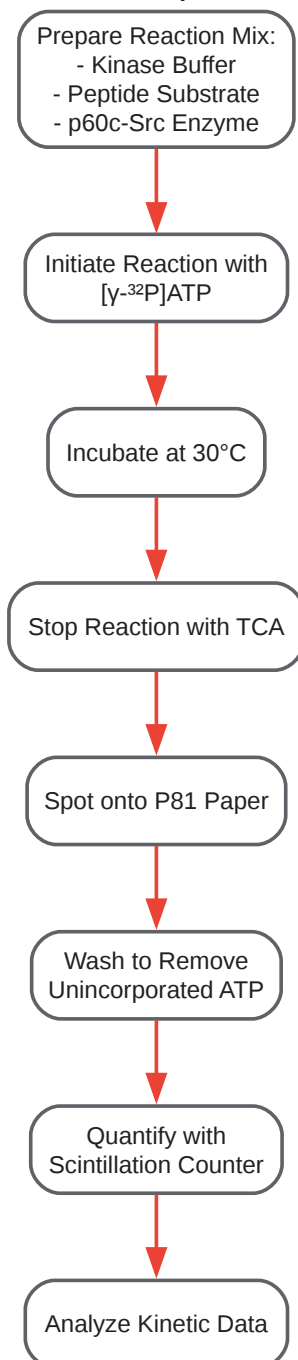 Prepare Reaction Mix:
- Kinase Buffer
- Peptide Substrate
- p60c-Src Enzyme
Initiate Reaction with
[γ-³²P]ATP
Incubate at 30°C
Stop Reaction with TCA
Spot onto P81 Paper
Wash to Remove
Unincorporated ATP
Quantify with
Scintillation Counter
Analyze Kinetic Data